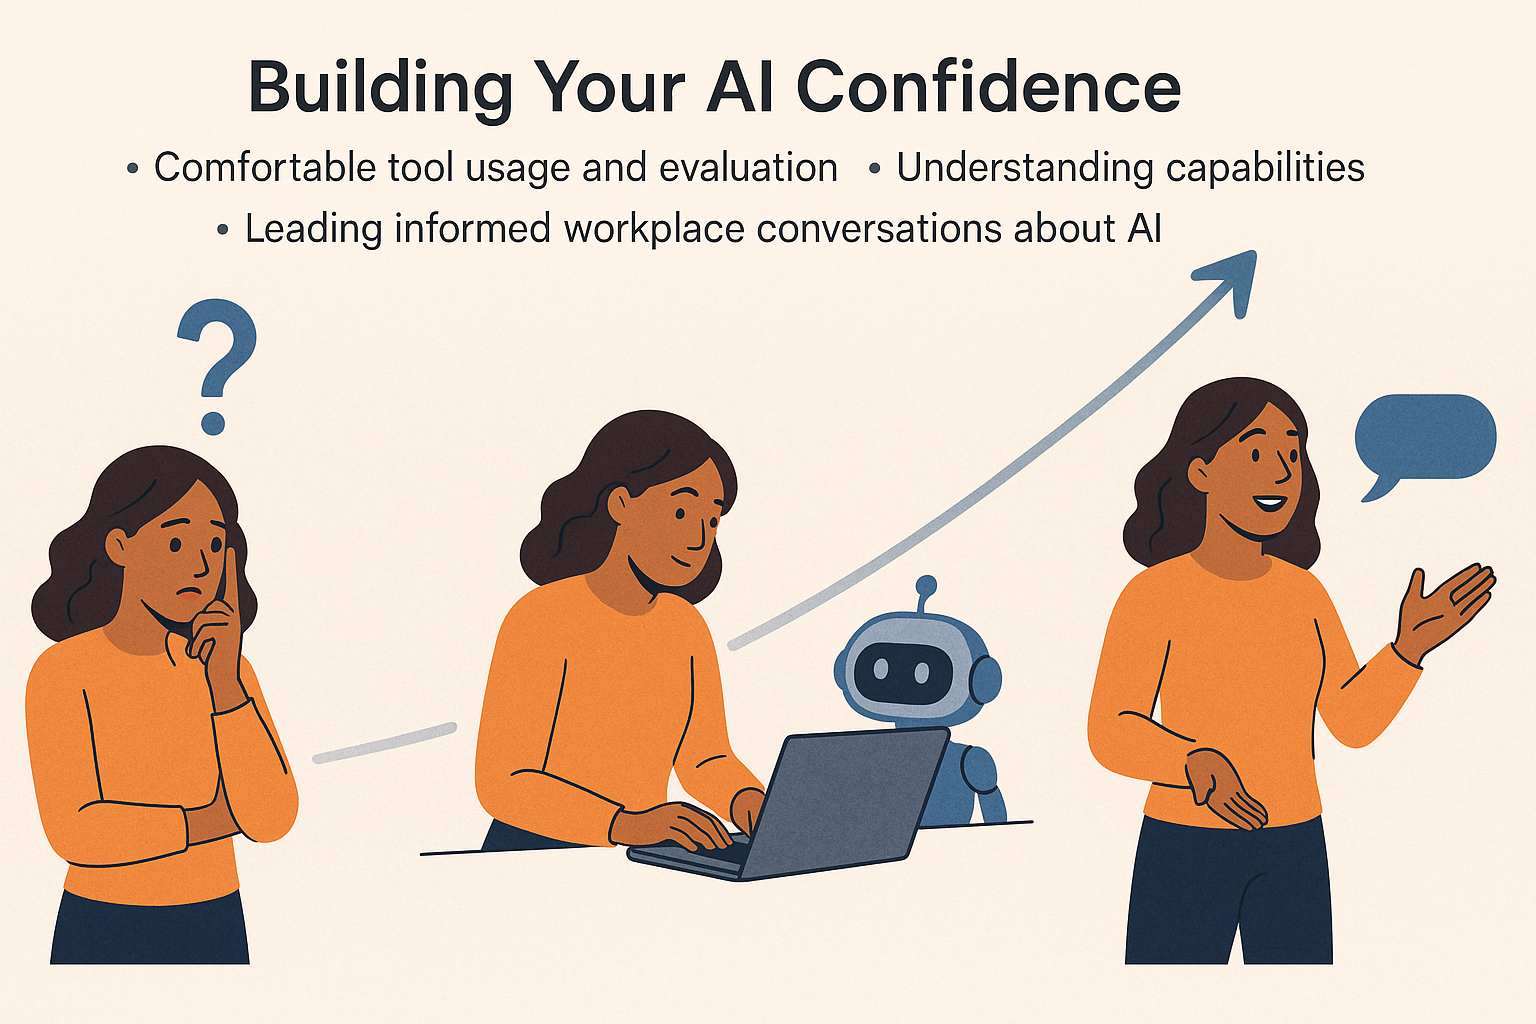 Building Your AI Confidence
• Comfortable tool usage and evaluation • Understanding capabilities
• Leading informed workplace conversations about AI
?